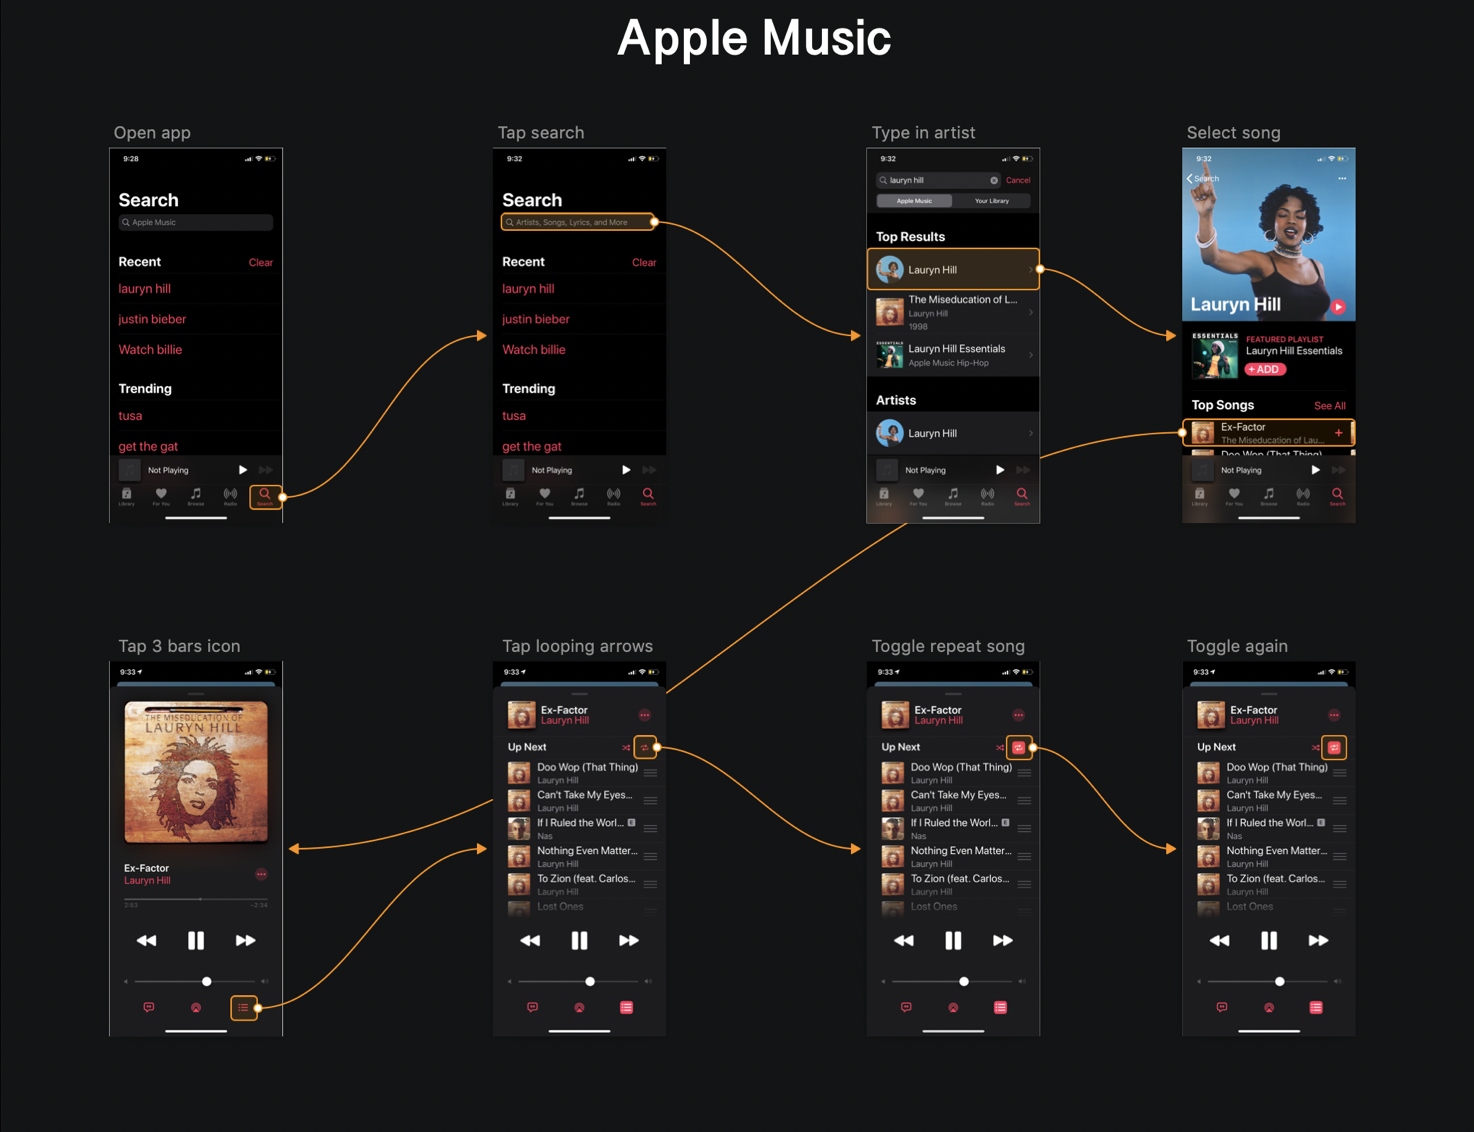 Apple Music
Open app
9:28
Search
Apple Music
Recent
Clear
lauryn hill
justin bieber
Watch billie
Trending
tusa
get the gat
Not Playing
Library
For You
Browse
Radio
Search
Tap search
9:32
Search
Artists, Songs, Lyrics, and More
Recent
Clear
lauryn hill
justin bieber
Watch billie
Trending
tusa
get the gat
Not Playing
Library
For You
Browse
Radio
Search
Type in artist
9:32
lauryn hill
Cancel
Apple Music
Your Library
Top Results
Lauryn Hill
The Miseducation of L...
Lauryn Hill
1998
Lauryn Hill Essentials
Apple Music Hip-Hop
Artists
Lauryn Hill
Not Playing
Library
For You
Browse
Radio
Search
Select song
9:32
Search
Lauryn Hill
ESSENTIALS
FEATURED PLAYLIST
Lauryn Hill Essentials
+ADD
Top Songs
See All
Ex-Factor
The Miseducation of Lau...
Doo Wop (That Thing)
Not Playing
Library
For You
Browse
Radio
Search
Tap 3 bars icon
9:33
THE MISEDUCATION OF
LAURYN HILL
Ex-Factor
Lauryn Hill
2:53
-2:34
Tap looping arrows
9:33
Ex-Factor
Lauryn Hill
Up Next
Doo Wop (That Thing)
Lauryn Hill
Can't Take My Eyes...
Lauryn Hill
If I Ruled the Worl... E
Nas
Nothing Even Matter...
Lauryn Hill
To Zion (feat. Carlos...
Lauryn Hill
Lost Ones
Toggle repeat song
9:33
Ex-Factor
Lauryn Hill
Up Next
Doo Wop (That Thing)
Lauryn Hill
Can't Take My Eyes...
Lauryn Hill
If I Ruled the Worl... E
Nas
Nothing Even Matter...
Lauryn Hill
To Zion (feat. Carlos...
Lauryn Hill
Lost Ones
Toggle again
9:33
Ex-Factor
Lauryn Hill
Up Next
Doo Wop (That Thing)
Lauryn Hill
Can't Take My Eyes...
Lauryn Hill
If I Ruled the Worl... E
Nas
Nothing Even Matter...
Lauryn Hill
To Zion (feat. Carlos...
Lauryn Hill
Lost Ones